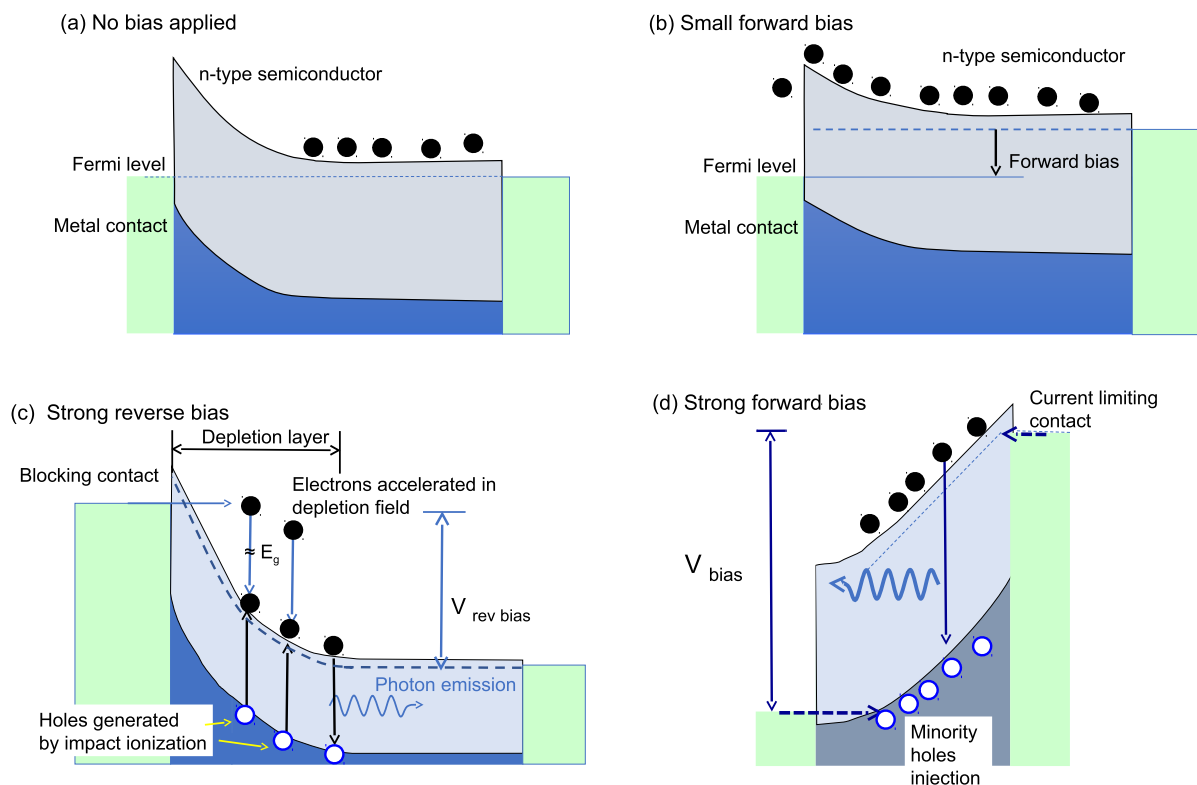 (a) No bias applied
n-type semiconductor
Fermi level
Metal contact
(b) Small forward bias
n-type semiconductor
Fermi level
Forward bias
Metal contact
(c) Strong reverse bias
Depletion layer
Blocking contact
Electrons accelerated in
depletion field
≈ Eg
V rev bias
Photon emission
Holes generated
by impact ionization
(d) Strong forward bias
Current limiting
contact
V bias
Minority
holes
injection